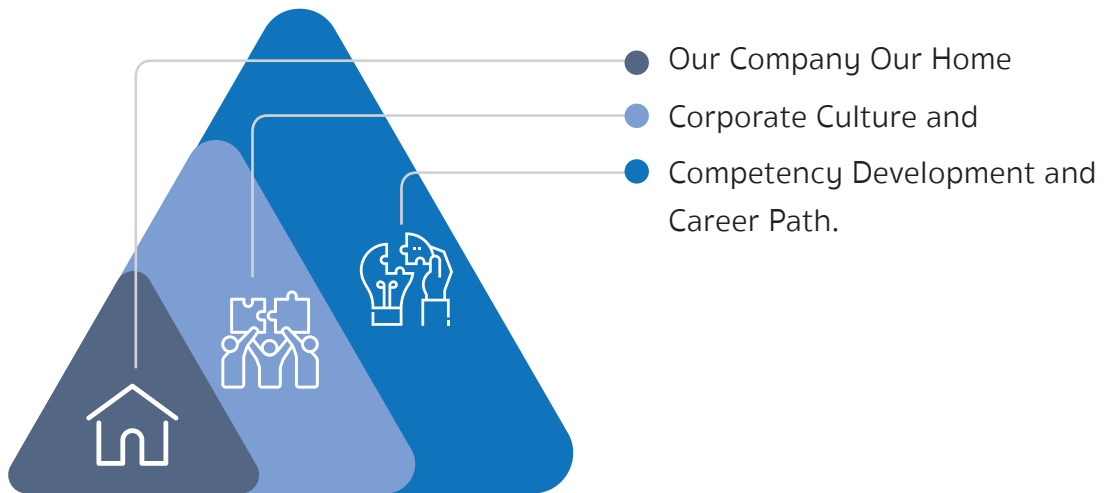 Our Company Our Home
Corporate Culture and
Competency Development and
Career Path.